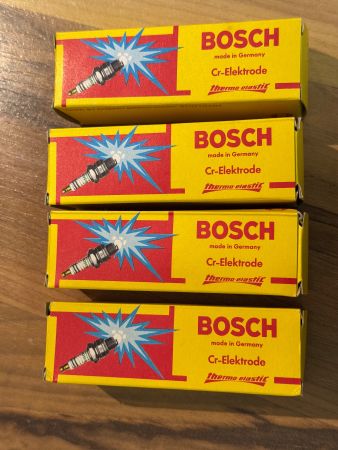 BOSCH
made in Germany
Cr-Elektrode
thermo elastic
BOSCH
made in Germany
Cr-Elektrode
thermo elastic
BOSCH
made in Germany
Cr-Elektrode
thermo elastic
BOSCH
made in Germany
Cr-Elektrode
thermo elastic